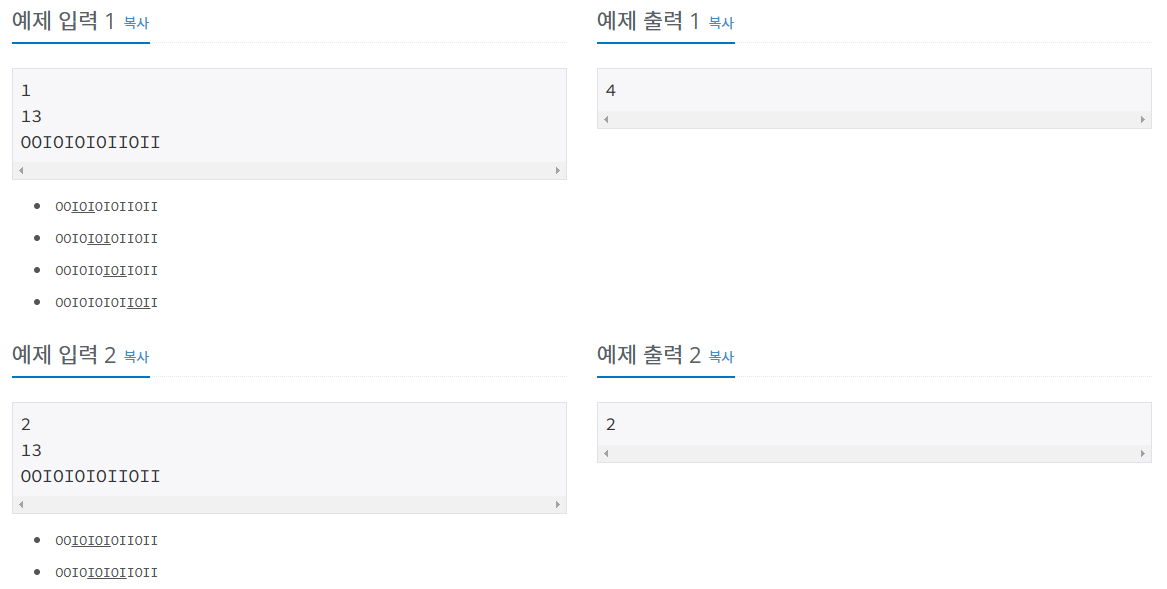 예제 입력 1 복사
1
13
OOIOIOIOIIOII
OOIOIOIOIIOII
OOIOIOIOIIOII
OOIOIOIOIIOII
OOIOIOIOIIOII
예제 출력 1 복사
4
예제 입력 2 복사
2
13
OOIOIOIOIIOII
OOIOIOIOIIOII
OOIOIOIOIIOII
예제 출력 2 복사
2